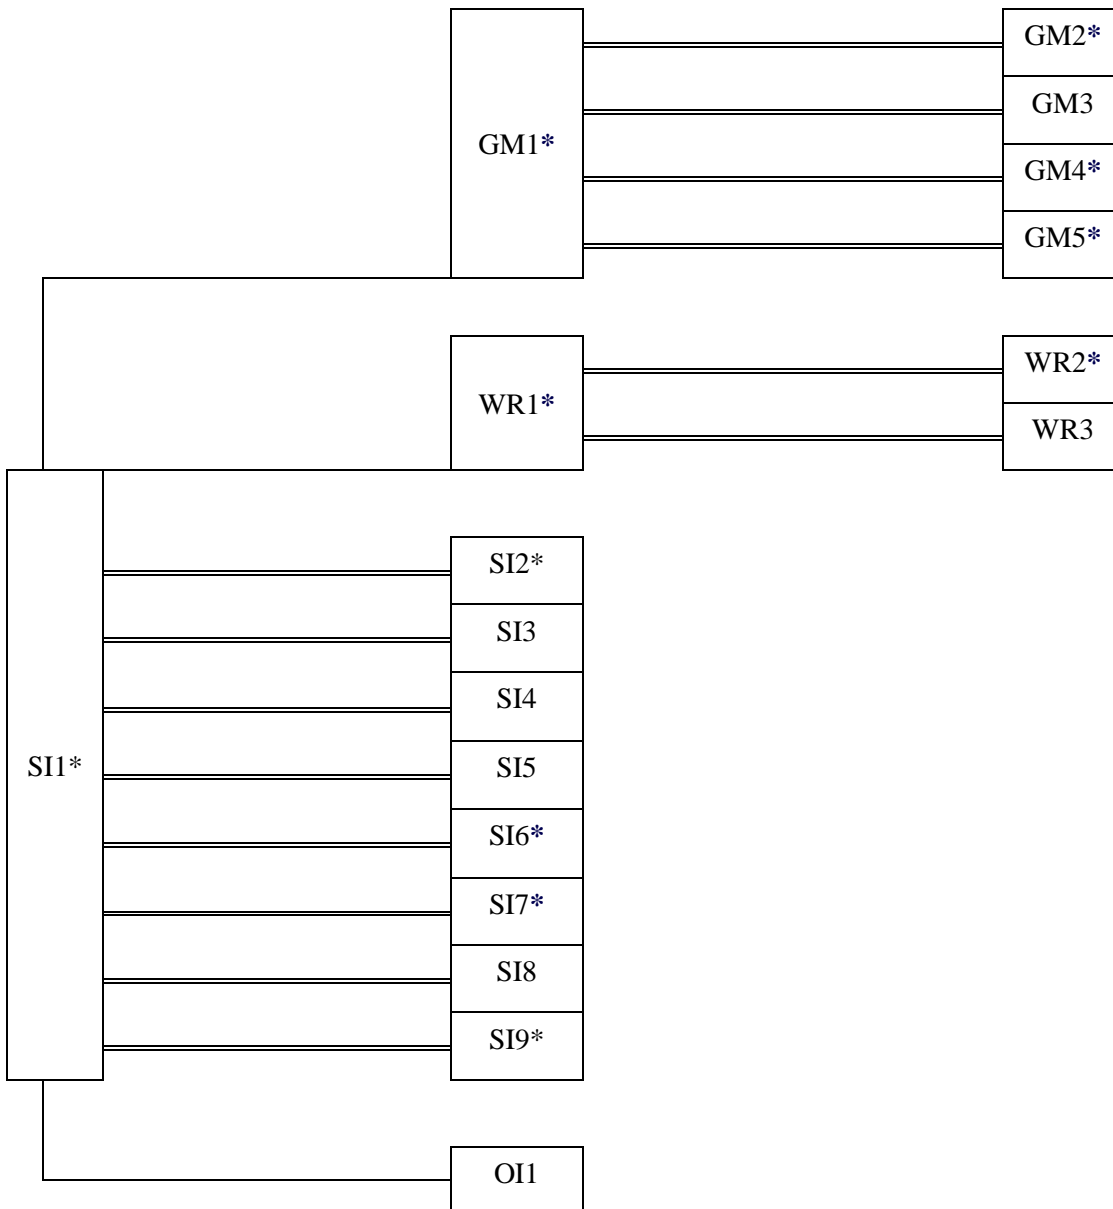 GM2*
GM3
GM1*
GM4*
GM5*
WR2*
WR1*
WR3
SI2*
SI3
SI4
SI1*
SI5
SI6*
SI7*
SI8
SI9*
OI1